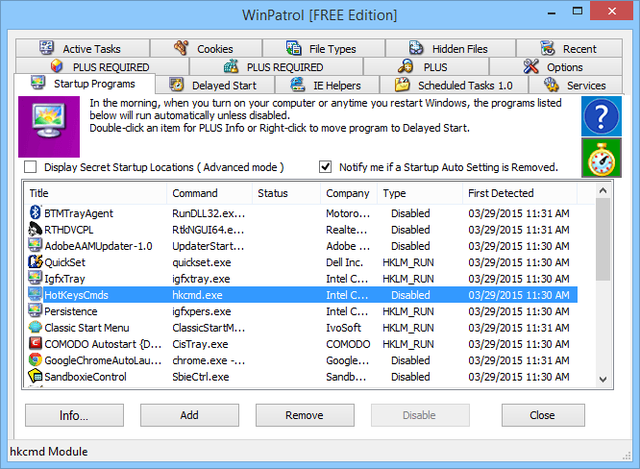 WinPatrol [FREE Edition]
Active Tasks Cookies File Types Hidden Files Recent
PLUS REQUIRED PLUS REQUIRED PLUS Options
Startup Programs Delayed Start IE Helpers Scheduled Tasks 1.0 Services
In the morning, when you turn on your computer or anytime you restart Windows, the programs listed
below will run automatically unless disabled.
Double-click an item for PLUS Info or Right-click to move program to Delayed Start.
?
Display Secret Startup Locations ( Advanced mode ) Notify me if a Startup Auto Setting is Removed.
Title Command Status Company Type First Detected
BTMTrayAgent RunDLL32.ex... Motoro... Disabled 03/29/2015 11:31 AM
RTHDVCPL RtkNGUI64.e... Realte... Disabled 03/29/2015 11:31 AM
AdobeAAMUpdater-1.0 UpdaterStart... Adobe ... Disabled 03/29/2015 11:30 AM
QuickSet quickset.exe Dell Inc. HKLM_RUN 03/29/2015 11:30 AM
IgfxTray igfxtray.exe Intel C... HKLM_RUN 03/29/2015 11:30 AM
HotKeysCmds hkcmd.exe Intel C... Disabled 03/29/2015 11:30 AM
Persistence igfxpers.exe Intel C... HKLM_RUN 03/29/2015 11:30 AM
Classic Start Menu ClassicStartM... IvoSoft HKLM_RUN 03/29/2015 11:30 AM
COMODO Autostart {D... CisTray.exe COMODO HKLM_RUN 03/29/2015 11:30 AM
GoogleChromeAutoLau... chrome.exe -... Google... Disabled 03/29/2015 11:30 AM
SandboxieControl SbieCtrl.exe Sandb... Disabled 03/29/2015 11:30 AM
Info... Add Remove Disable Close
hkcmd Module